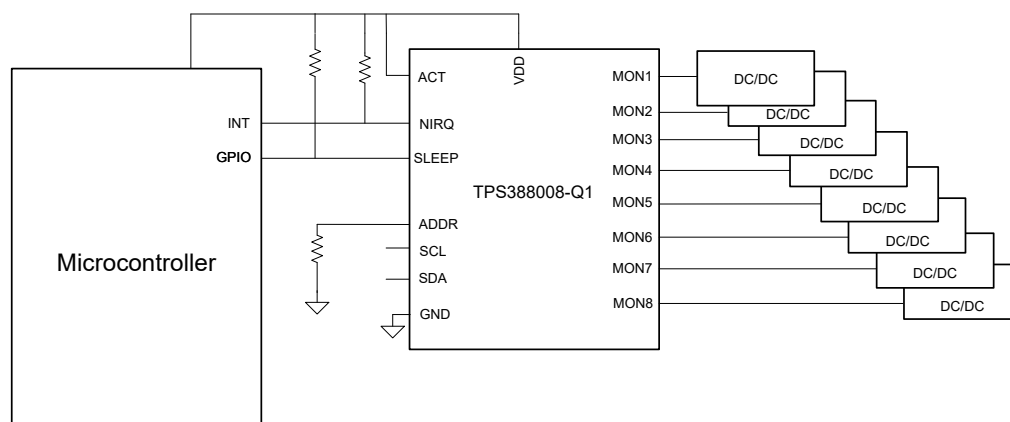 ACT
VDD
MON1
DC/DC
MON2
DC/DC
INT
NIRQ
MON3
DC/DC
GPIO
SLEEP
MON4
DC/DC
TPS388008-Q1
MON5
DC/DC
ADDR
MON6
DC/DC
SCL
Microcontroller
MON7
DC/DC
SDA
MON8
DC/DC
GND